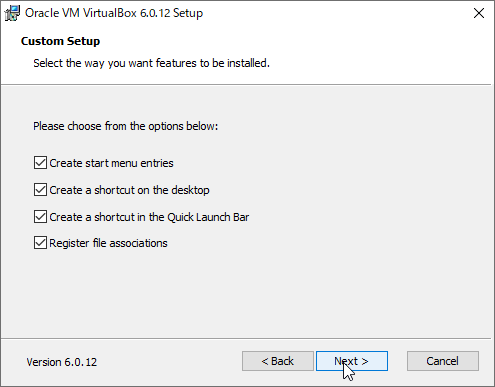 Oracle VM VirtualBox 6.0.12 Setup
Custom Setup
Select the way you want features to be installed.
Please choose from the options below:
Create start menu entries
Create a shortcut on the desktop
Create a shortcut in the Quick Launch Bar
Register file associations
Version 6.0.12
< Back
Next >
Cancel